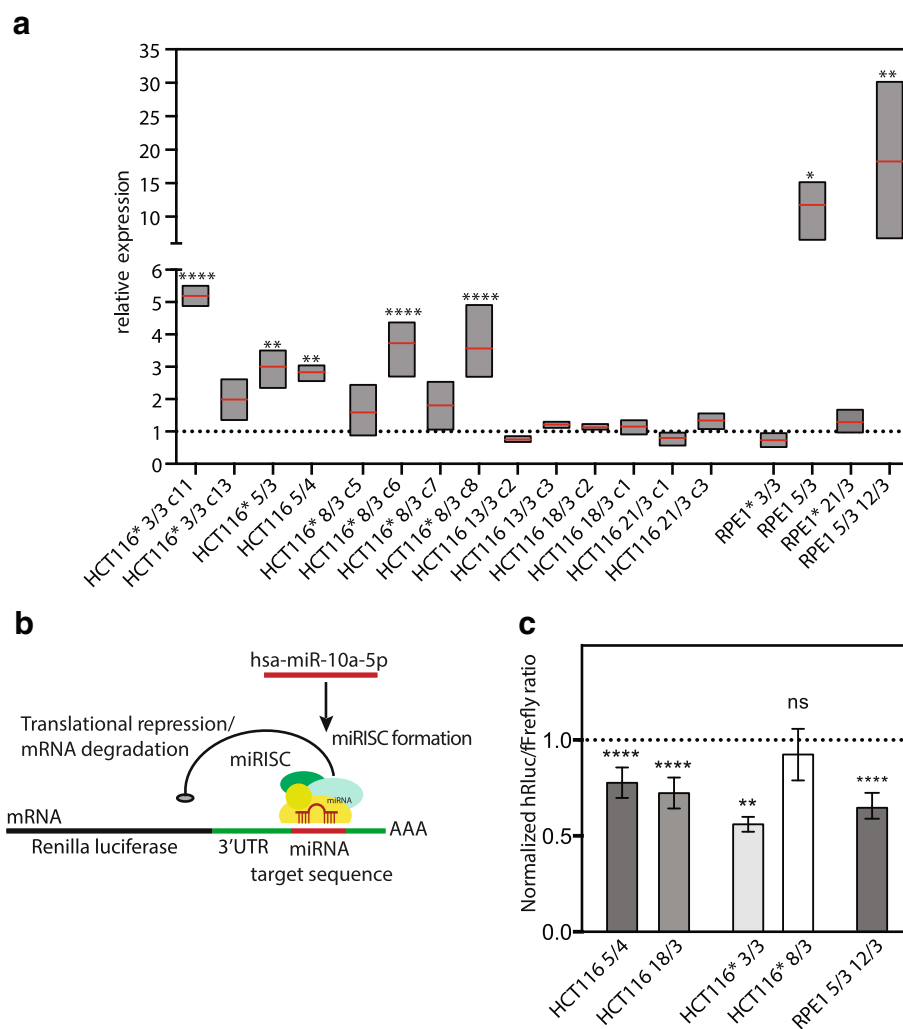 a
relative expression
35
30
25
20
15
10
6
5
4
3
2
1
0
****
**
**
****
****
*
**
HCT116* 3/3 c11
HCT116* 3/3 c13
HCT116* 5/3
HCT116 5/4
HCT116* 8/3 c5
HCT116* 8/3 c6
HCT116* 8/3 c7
HCT116* 8/3 c8
HCT116 13/3 c2
HCT116 13/3 c3
HCT116 18/3 c2
HCT116 18/3 c1
HCT116 21/3 c1
HCT116 21/3 c3
RPE1* 3/3
RPE1 5/3
RPE1* 21/3
RPE1 5/3 12/3
b
hsa-miR-10a-5p
Translational repression/
mRNA degradation
miRISC formation
miRISC
miRNA
mRNA
AAA
Renilla luciferase
3'UTR
miRNA
target sequence
c
Normalized hRluc/fFrefly ratio
1.0
0.5
0.0
****
****
**
ns
****
HCT116 5/4
HCT116 18/3
HCT116* 3/3
HCT116* 8/3
RPE1 5/3 12/3